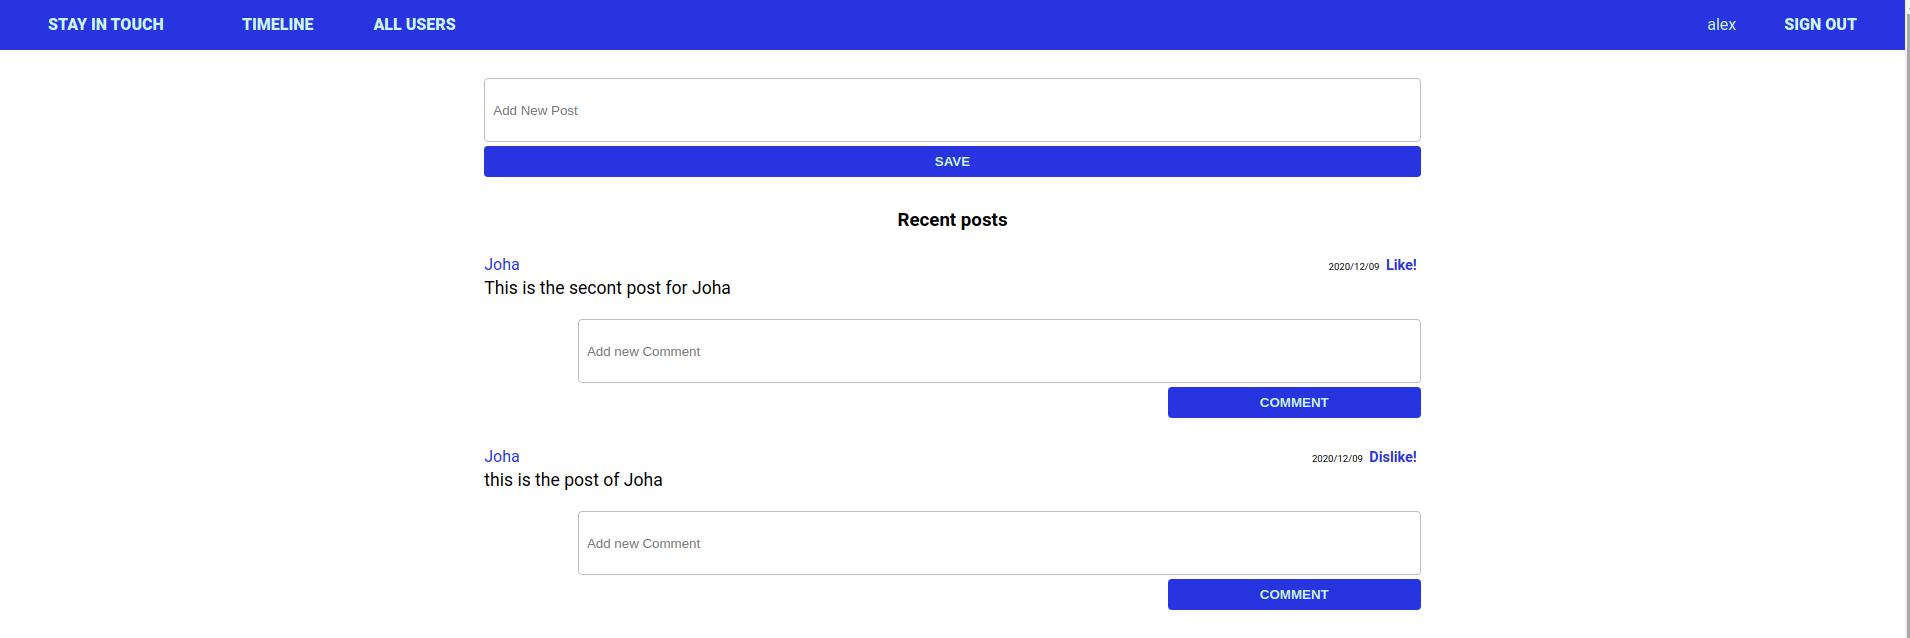 STAY IN TOUCH TIMELINE ALL USERS alex SIGN OUT
Add New Post
SAVE
Recent posts
Joha 2020/12/09 Like!
This is the secont post for Joha
Add new Comment
COMMENT
Joha 2020/12/09 Dislike!
this is the post of Joha
Add new Comment
COMMENT